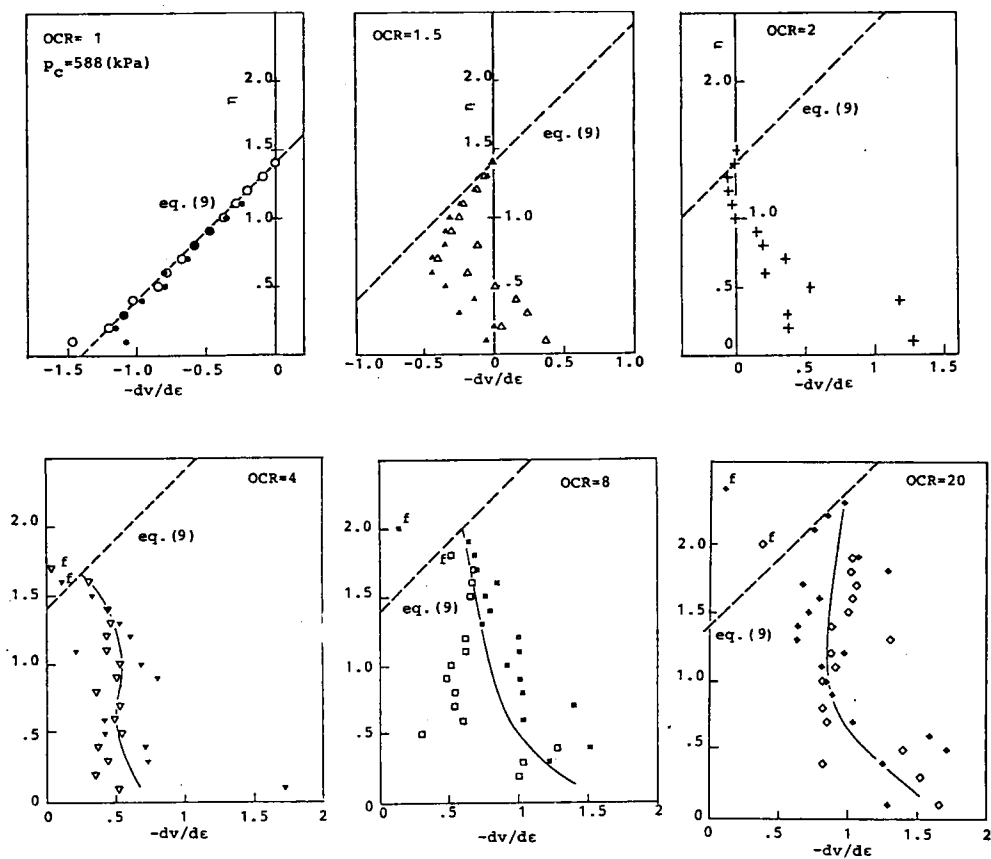 OCR= 1
p_c=588(kPa)
2.0
η
1.5
eq.(9)
1.0
.5
-1.5
-1.0
-0.5
0
-dv/dε
OCR=1.5
2.0
η
eq.(9)
1.5
1.0
.5
-1.0
-0.5
0
0.5
1.0
-dv/dε
η
OCR=2
2.0
eq.(9)
1.0
0.5
0
0
.5
1
1.5
-dv/dε
OCR=4
2.0
eq.(9)
f
f
1.5
1.0
.5
0
0
.5
1
1.5
2
-dv/dε
OCR=8
2.0
f
f
1.5
eq.(9)
1.0
.5
0
0
.5
1
1.5
2
-dv/dε
OCR=20
f
2.0
f
1.5
eq.(9)
1.0
.5
0
0
.5
1
1.5
2
-dv/dε